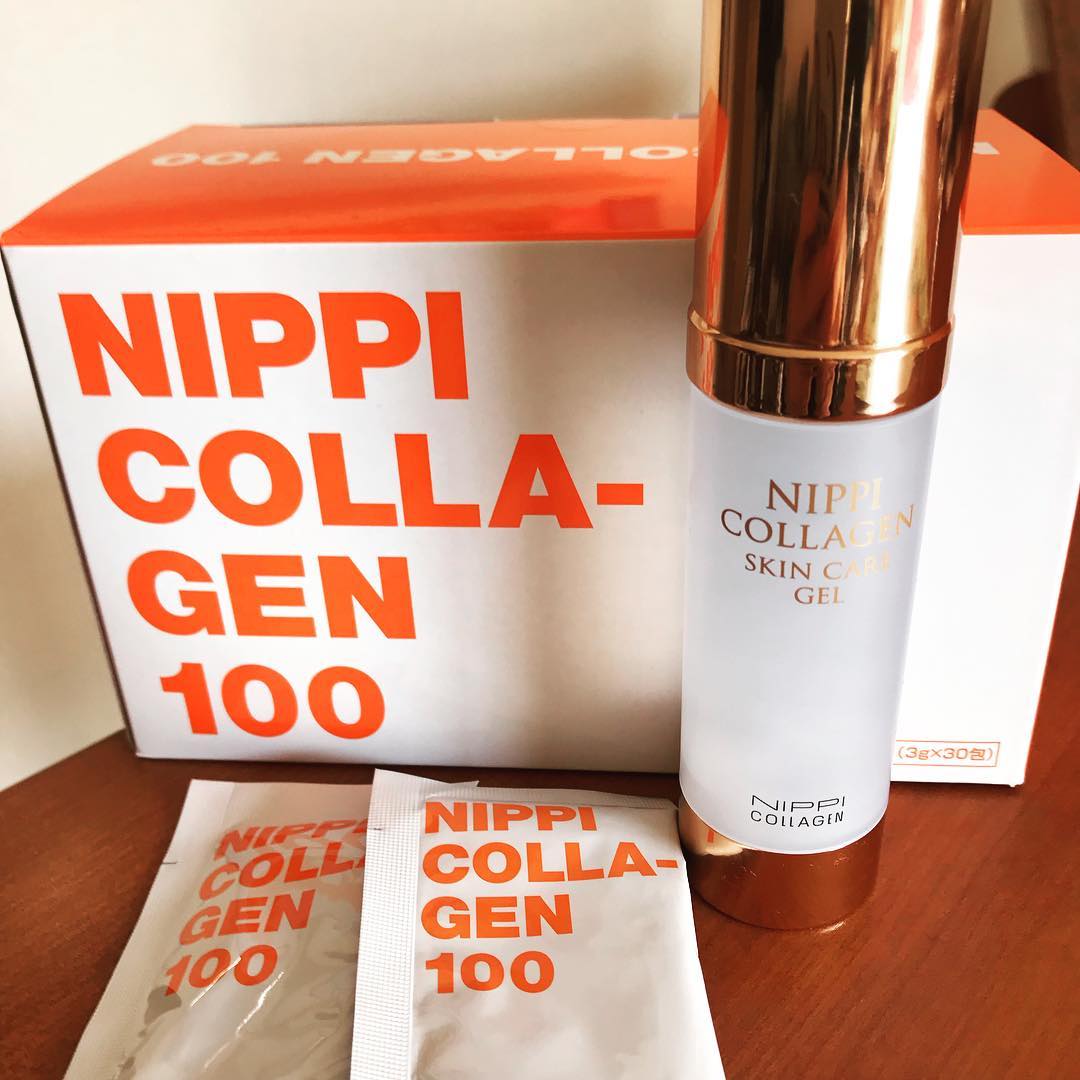 COLLAGEN 100
NIPPI
COLLA-
GEN
100
(3g×30包)
NIPPI
COLLAGEN
SKIN CARE
GEL
NIPPI
COLLAGEN
NIPPI
COLLA
GEN
100
NIPPI
COLLA-
GEN
100